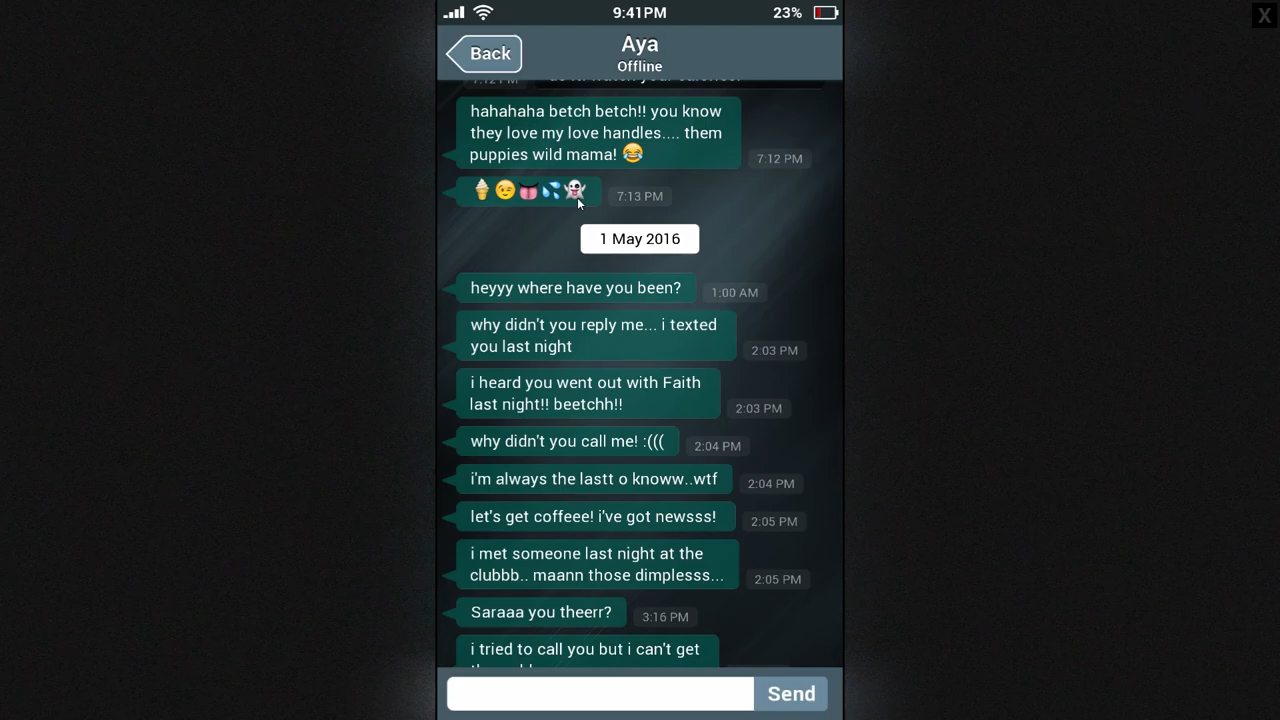 9:41PM 23% X
Back Aya
Offline
7:12 PM
hahahaha betch betch!! you know
they love my love handles.... them
puppies wild mama! 😂 7:12 PM
🍦😉👅💦👻 7:13 PM
1 May 2016
heyyy where have you been? 1:00 AM
why didn't you reply me... i texted
you last night 2:03 PM
i heard you went out with Faith
last night!! beetchh!! 2:03 PM
why didn't you call me! :((( 2:04 PM
i'm always the lastt o knoww..wtf 2:04 PM
let's get coffeee! i've got newsss! 2:05 PM
i met someone last night at the
clubbb.. maann those dimplesss... 2:05 PM
Saraaa you theerr? 3:16 PM
i tried to call you but i can't get
Send